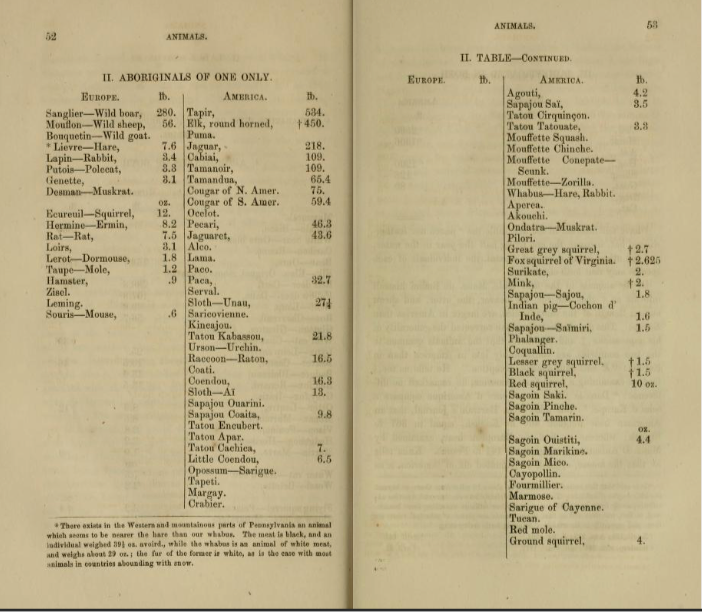 52
ANIMALS.
II. ABORIGINALS OF ONE ONLY.
EUROPE. lb. AMERICA. lb.
Sanglier—Wild boar, 280. Tapir, 534.
Mouflon—Wild sheep, 56. Elk, round horned, †450.
Bouquetin—Wild goat. Puma.
* Lievre—Hare, 7.6 Jaguar, 218.
Lapin—Rabbit, 3.4 Cabiai, 109.
Putois—Polecat, 3.3 Tamanoir, 109.
Genette, 3.1 Tamandua, 65.4
Desman—Muskrat. Cougar of N. Amer. 75.
oz. Cougar of S. Amer. 59.4
Ecureuil—Squirrel, 12. Ocelot.
Hermine—Ermin, 8.2 Pecari, 46.3
Rat—Rat, 7.5 Jaguaret, 43.6
Loirs, 3.1 Alco.
Lerot—Dormouse, 1.8 Lama.
Taupe—Mole, 1.2 Paco.
Hamster, .9 Paca, 32.7
Zisel. Serval.
Leming. Sloth—Unau, 27¼
Souris—Mouse, .6 Saricovienne.
Kincajou.
Tatou Kabassou, 21.8
Urson—Urchin.
Raccoon—Raton, 16.5
Coati.
Coendou, 16.3
Sloth—Aï 13.
Sapajou Ouarini.
Sapajou Coaita, 9.8
Tatou Encubert.
Tatou Apar.
Tatou Cachica, 7.
Little Coendou, 6.5
Opossum—Sarigue.
Tapeti.
Margay.
Crabier.
* There exists in the Western and mountainous parts of Pennsylvania an animal
which seems to be nearer the hare than our whabus. The meat is black, and an
individual weighed 39½ oz. avoird., while the whabus is an animal of white meat,
and weighs about 29 oz.; the fur of the former is white, as is the case with most
animals in countries abounding with snow.
ANIMALS.
53
II. TABLE—CONTINUED.
EUROPE. lb. AMERICA. lb.
Agouti, 4.2
Sapajou Saï, 3.5
Tatou Cirquinçon.
Tatou Tatouate, 3.3
Mouffette Squash.
Mouffette Chinche.
Mouffette Conepate—
Scunk.
Mouffette—Zorilla.
Whabus—Hare, Rabbit.
Aperea.
Akouchi.
Ondatra—Muskrat.
Pilori.
Great grey squirrel, †2.7
Fox squirrel of Virginia. †2.625
Surikate, 2.
Mink, †2.
Sapajou—Sajou, 1.8
Indian pig—Cochon d'
Inde, 1.6
Sapajou—Saïmiri, 1.5
Phalanger.
Coquallin.
Lesser grey squirrel, †1.5
Black squirrel, †1.5
Red squirrel, 10 oz.
Sagoin Saki.
Sagoin Pinche.
Sagoin Tamarin.
oz.
Sagoin Ouistiti, 4.4
Sagoin Marikine.
Sagoin Mico.
Cayopollin.
Fourmillier.
Marmose.
Sarigue of Cayenne.
Tucan.
Red mole.
Ground squirrel, 4.